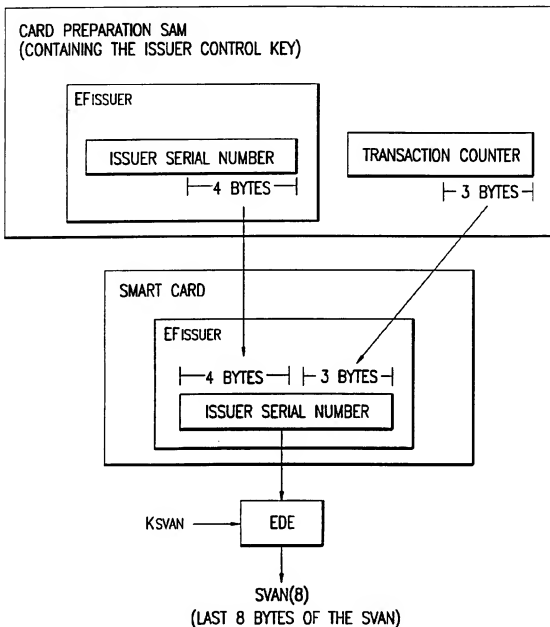 CARD PREPARATION SAM
(CONTAINING THE ISSUER CONTROL KEY)
EFISSUER
ISSUER SERIAL NUMBER
4 BYTES
TRANSACTION COUNTER
3 BYTES
SMART CARD
EFISSUER
4 BYTES 3 BYTES
ISSUER SERIAL NUMBER
KSVAN
EDE
SVAN(8)
(LAST 8 BYTES OF THE SVAN)